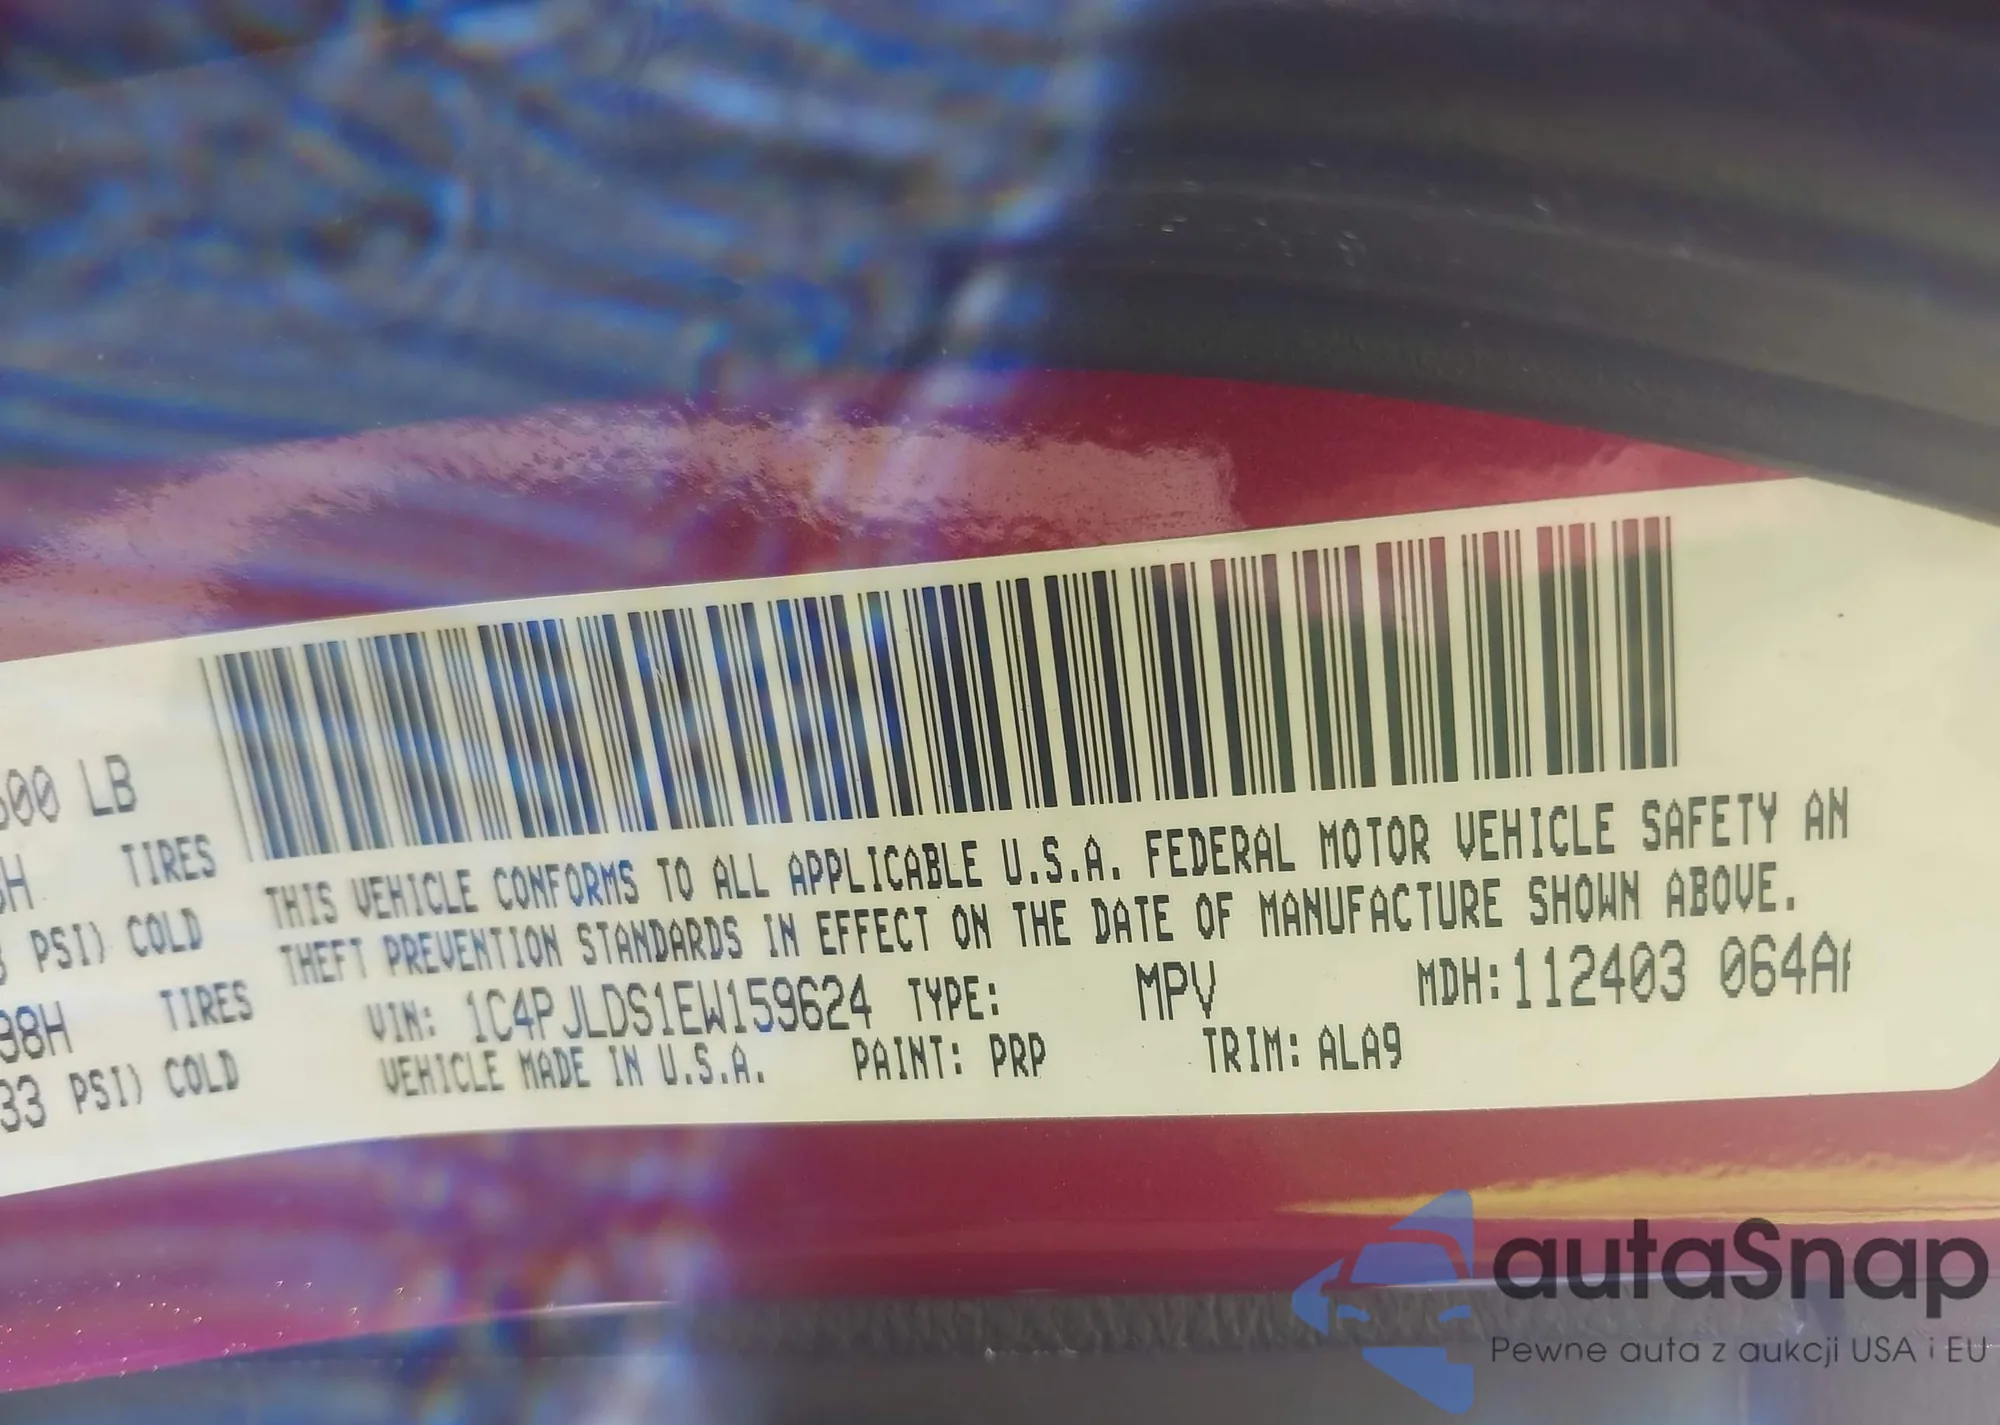 00 LB
TIRES
PSI) COLD
98H TIRES
33 PSI) COLD
THIS VEHICLE CONFORMS TO ALL APPLICABLE U.S.A. FEDERAL MOTOR VEHICLE SAFETY AN
THEFT PREVENTION STANDARDS IN EFFECT ON THE DATE OF MANUFACTURE SHOWN ABOVE.
VIN: 1C4PJLDS1EW159624 TYPE: MPV MDH:112403 064
VEHICLE MADE IN U.S.A. PAINT: PRP TRIM: ALA9
autaSnap
Pewne auta z aukcji USA i EU